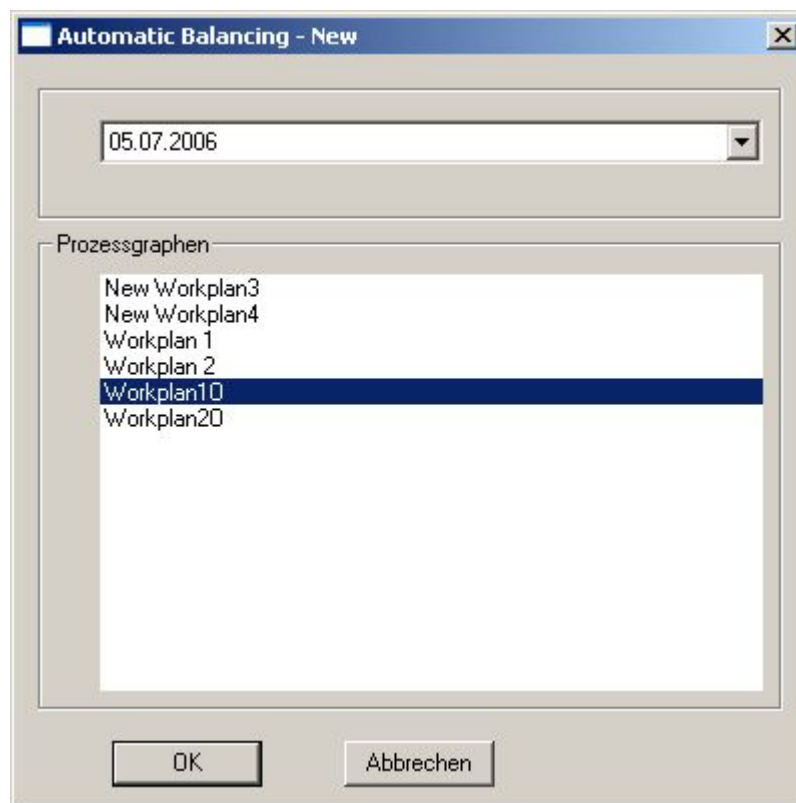 Automatic Balancing - New
05.07.2006
Prozessgraphen
New Workplan3
New Workplan4
Workplan 1
Workplan 2
Workplan10
Workplan20
OK
Abbrechen